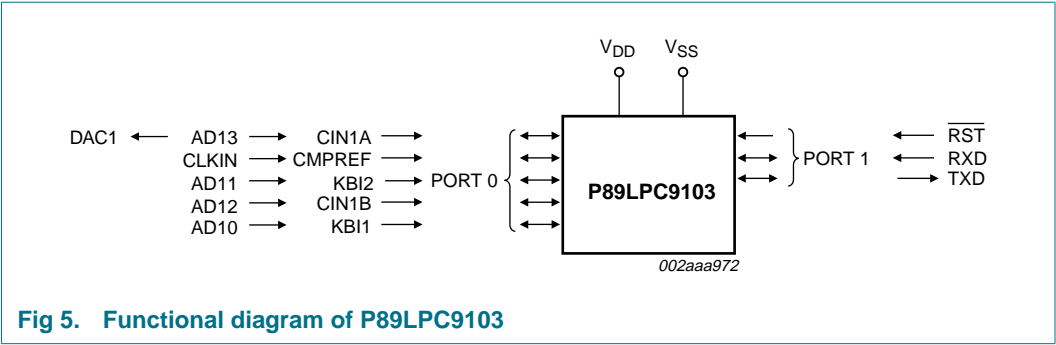 VDD VSS
DAC1 AD13 CIN1A RST
CLKIN CMPREF RXD
AD11 KBI2 PORT 0 PORT 1
AD12 CIN1B TXD
AD10 KBI1
P89LPC9103
002aaa972
Fig 5. Functional diagram of P89LPC9103